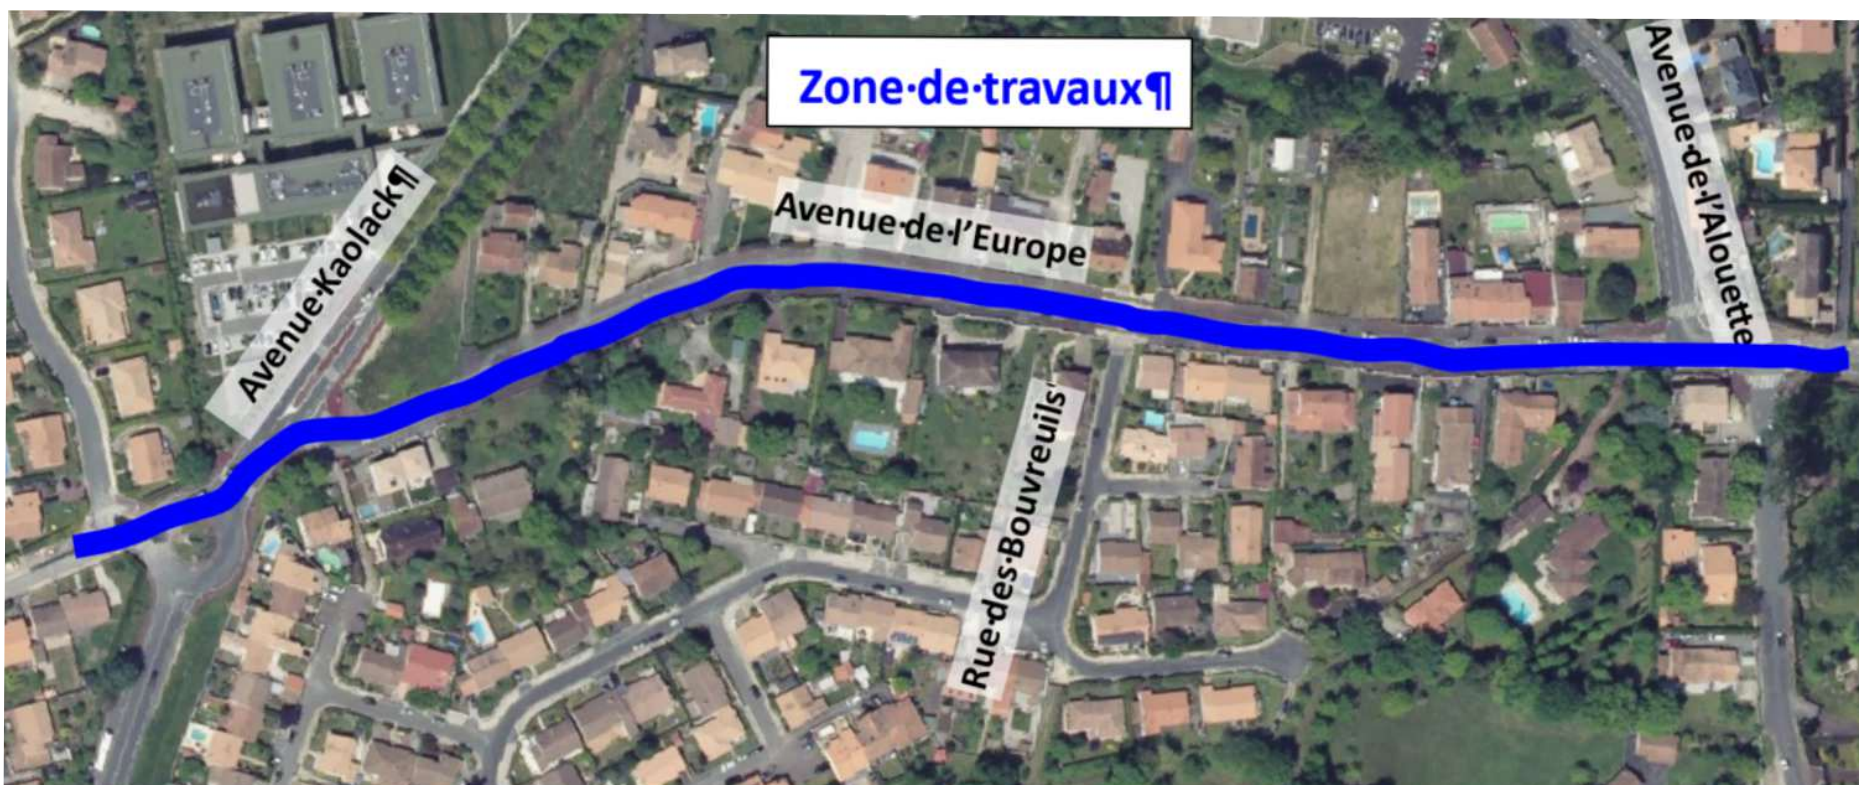 Zone·de·travaux¶
Avenue·Kaolack¶
Avenue·de·l'Europe
Avenue·de·l'Alouette
Rue·des·Bouvreuils